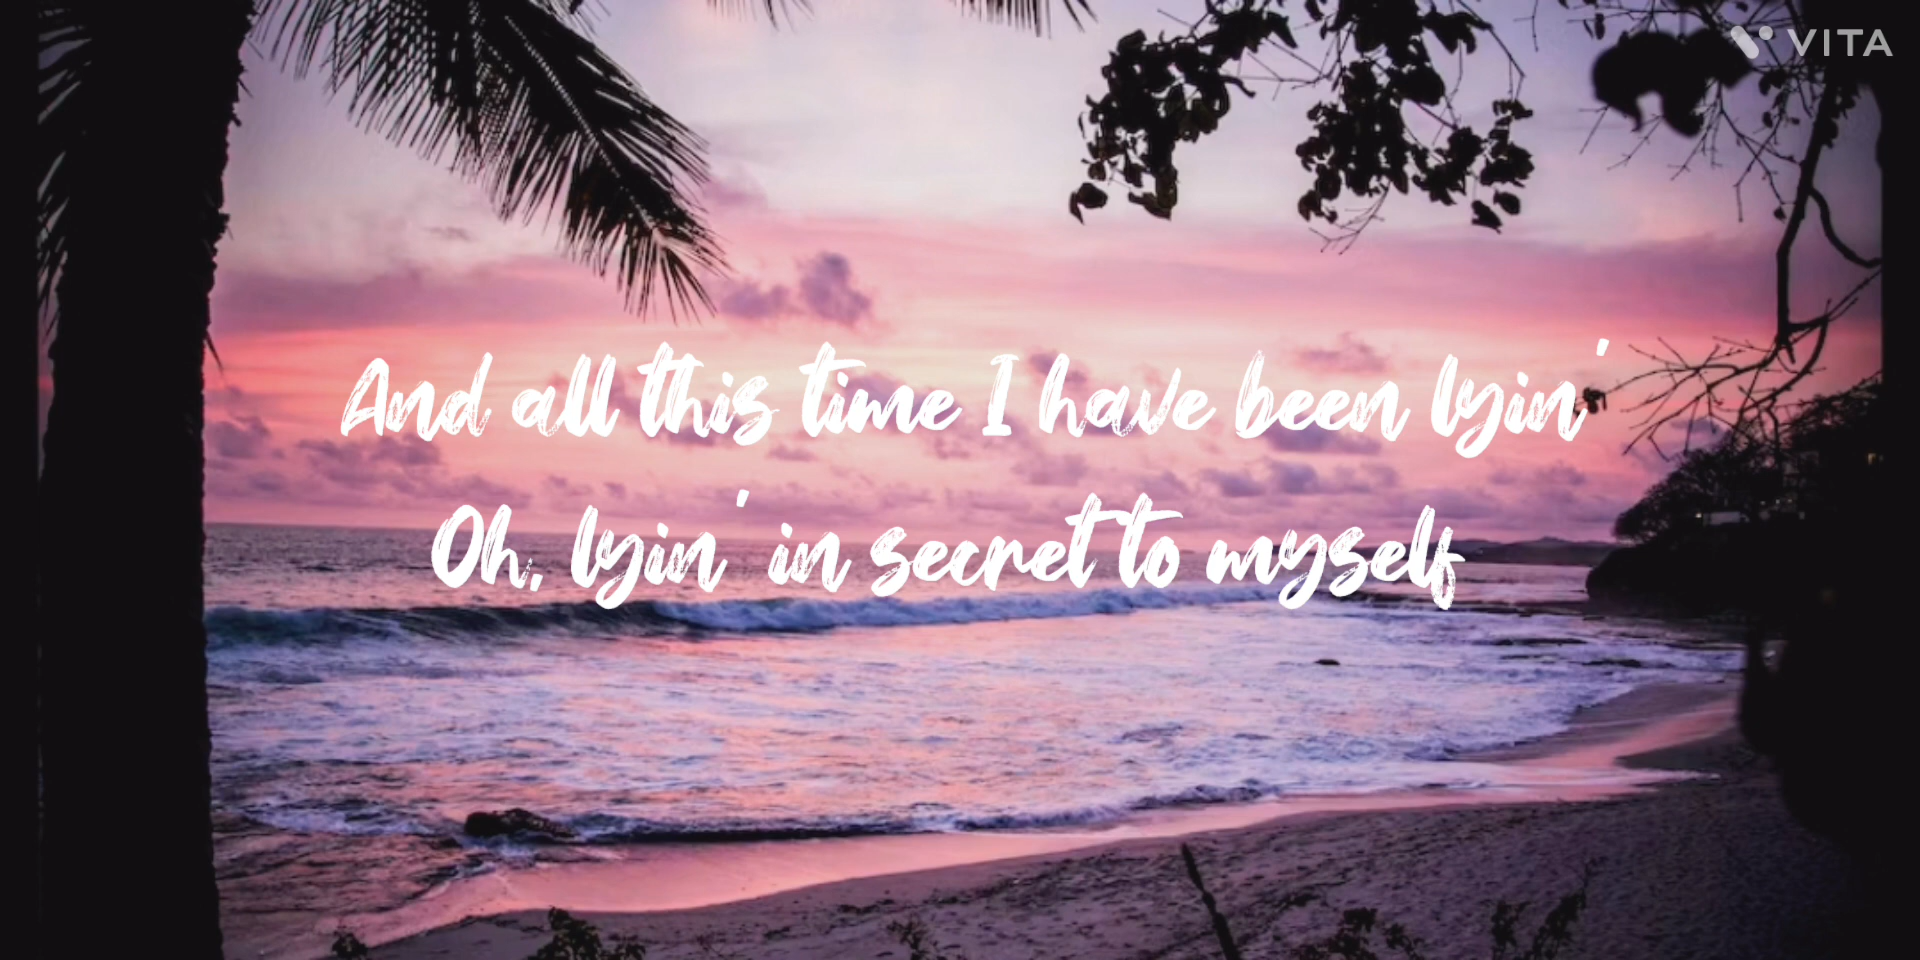 VITA
And all this time I have been lyin'
Oh, lyin' in secret to myself